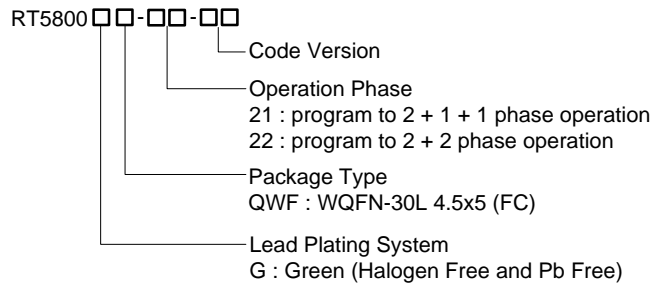 RT5800□□-□□-□□
Code Version
Operation Phase
21 : program to 2 + 1 + 1 phase operation
22 : program to 2 + 2 phase operation
Package Type
QWF : WQFN-30L 4.5x5 (FC)
Lead Plating System
G : Green (Halogen Free and Pb Free)